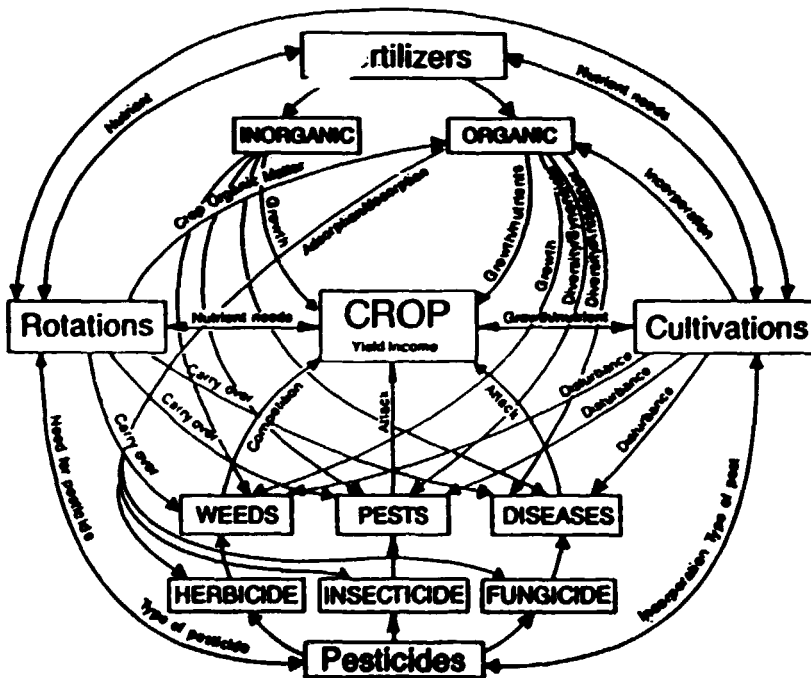 rtilizers
Nutrient
Nutrient needs
INORGANIC
ORGANIC
Crop Organic Matter
Adsorption/desorption
Growth
Growth/nutrients
Growth
Incorporation
Rotations
Nutrient needs
CROP
Yield Income
Growth/nutrient
Cultivations
Carry over
Carry over
Carry over
Competition
Attack
Attack
Disturbance
Disturbance
Disturbance
Need for pesticide
WEEDS
PESTS
DISEASES
Incorporation Type of pest
HERBICIDE
INSECTICIDE
FUNGICIDE
Type of pesticide
Pesticides